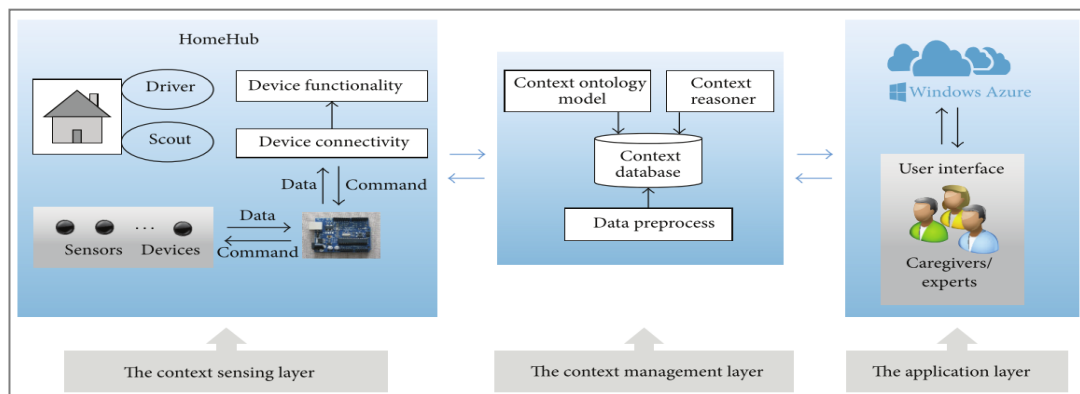 HomeHub
Driver
Scout
Device functionality
Device connectivity
Data
Command
Data
Command
Sensors
...
Devices
Context ontology
model
Context
reasoner
Context
database
Data preprocess
Windows Azure
User interface
Caregivers/
experts
The context sensing layer
The context management layer
The application layer